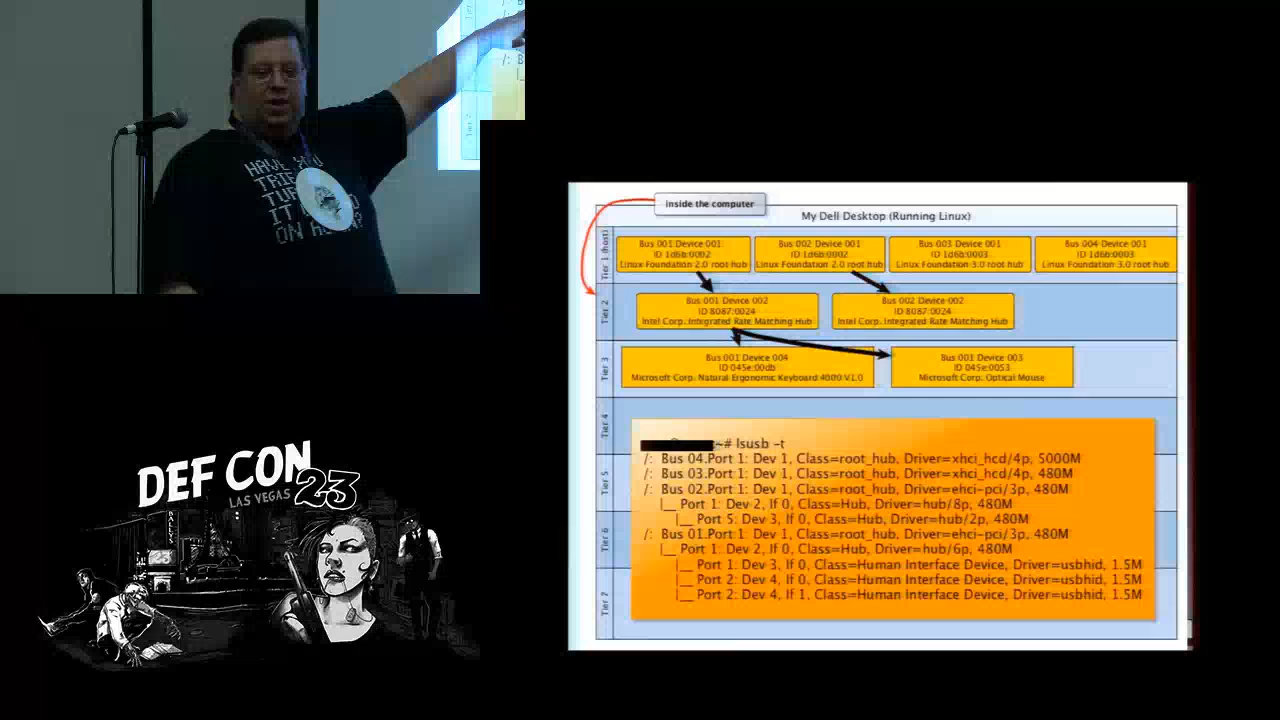 HAVE YOU
TRIED
TURNING
IT
ON
DEF CON
LAS VEGAS
23
BALLYS
23
Inside the computer
My Dell Desktop (Running Linux)
Tier 1 (host)
Bus 001 Device 001
ID 1d6b:0002
Linux Foundation 2.0 root hub
Bus 002 Device 001
ID 1d6b:0002
Linux Foundation 2.0 root hub
Bus 003 Device 001
ID 1d6b:0003
Linux Foundation 3.0 root hub
Bus 004 Device 001
ID 1d6b:0003
Linux Foundation 3.0 root hub
Tier 2
Bus 001 Device 002
ID 8087:0024
Intel Corp. Integrated Rate Matching Hub
Bus 002 Device 002
ID 8087:0024
Intel Corp. Integrated Rate Matching Hub
Tier 3
Bus 001 Device 004
ID 045e:00db
Microsoft Corp. Natural Ergonomic Keyboard 4000 V1.0
Bus 001 Device 003
ID 045e:0053
Microsoft Corp. Optical Mouse
Tier 4
Tier 5
Tier 6
Tier 7
~# lsusb -t
/:  Bus 04.Port 1: Dev 1, Class=root_hub, Driver=xhci_hcd/4p, 5000M
/:  Bus 03.Port 1: Dev 1, Class=root_hub, Driver=xhci_hcd/4p, 480M
/:  Bus 02.Port 1: Dev 1, Class=root_hub, Driver=ehci-pci/3p, 480M
|__ Port 1: Dev 2, If 0, Class=Hub, Driver=hub/8p, 480M
|__ Port 5: Dev 3, If 0, Class=Hub, Driver=hub/2p, 480M
/:  Bus 01.Port 1: Dev 1, Class=root_hub, Driver=ehci-pci/3p, 480M
|__ Port 1: Dev 2, If 0, Class=Hub, Driver=hub/6p, 480M
|__ Port 1: Dev 3, If 0, Class=Human Interface Device, Driver=usbhid, 1.5M
|__ Port 2: Dev 4, If 0, Class=Human Interface Device, Driver=usbhid, 1.5M
|__ Port 2: Dev 4, If 1, Class=Human Interface Device, Driver=usbhid, 1.5M